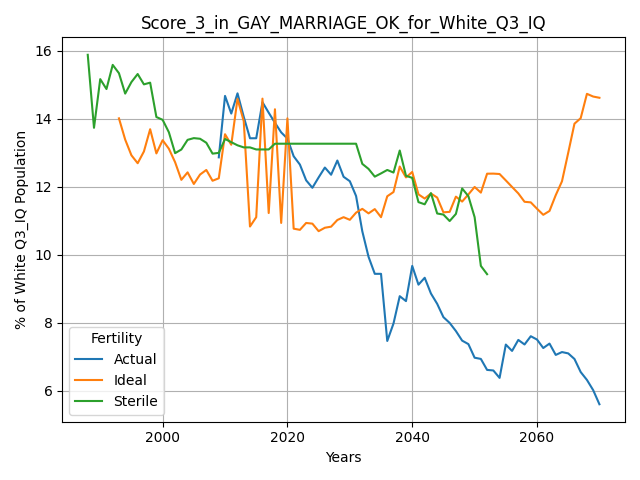 Score_3_in_GAY_MARRIAGE_OK_for_White_Q3_IQ
% of White Q3_IQ Population
16
14
12
10
8
6
Fertility
Actual
Ideal
Sterile
2000 2020 2040 2060
Years